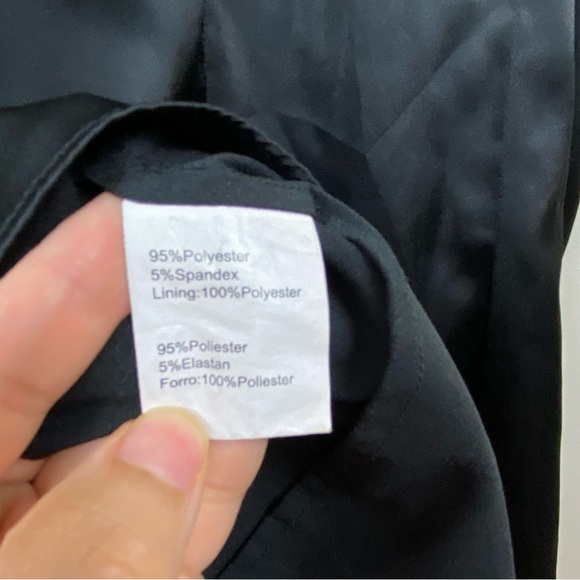 95%Polyester
5%Spandex
Lining:100%Polyester
95%Poliester
5%Elastan
Forro:100%Poliester